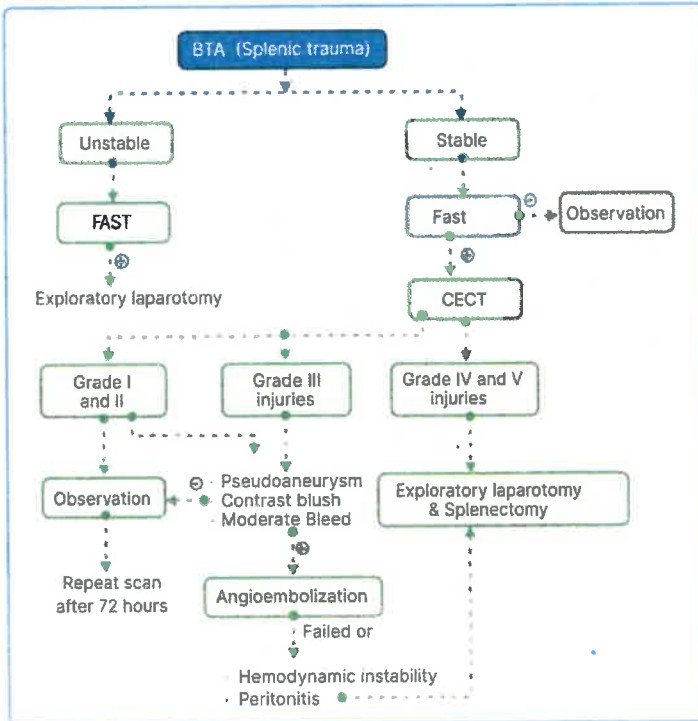 BTA (Splenic trauma)
Unstable
Stable
FAST
Fast
⊖
Observation
⊕
⊕
Exploratory laparotomy
CECT
Grade I
and II
Grade III
injuries
Grade IV and V
injuries
Observation
⊖ · Pseudoaneurysm
· Contrast blush
· Moderate Bleed
Exploratory laparotomy
& Splenectomy
⊕
Repeat scan
after 72 hours
Angioembolization
Failed or
· Hemodynamic instability
· Peritonitis